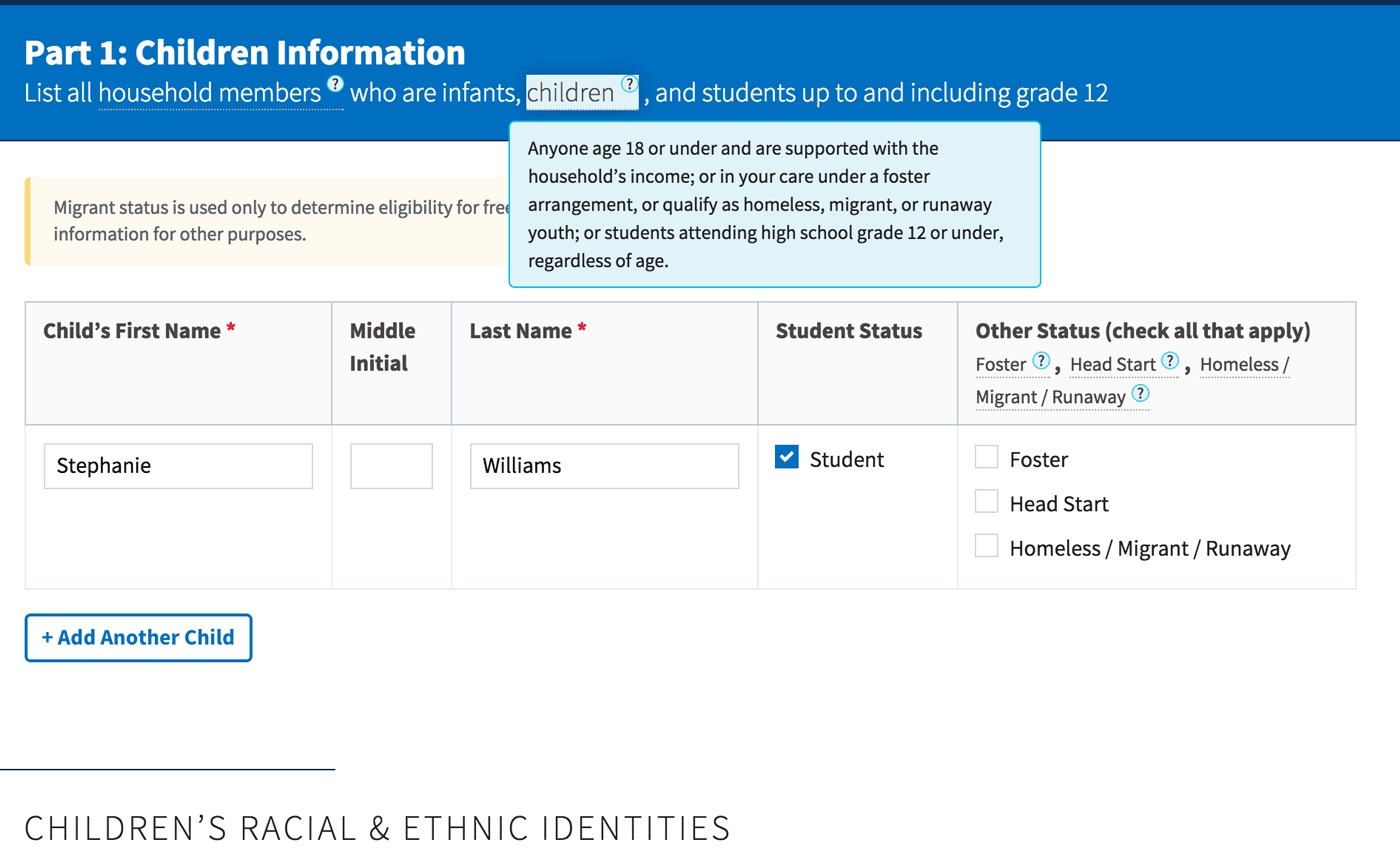 Part 1: Children Information
List all household members ? who are infants, children ? , and students up to and including grade 12
Anyone age 18 or under and are supported with the
household’s income; or in your care under a foster
arrangement, or qualify as homeless, migrant, or runaway
youth; or students attending high school grade 12 or under,
regardless of age.
Migrant status is used only to determine eligibility for
information for other purposes.
Child’s First Name *
Middle
Initial
Last Name *
Student Status
Other Status (check all that apply)
Foster ? , Head Start ? , Homeless /
Migrant / Runaway ?
Stephanie
Williams
Student
Foster
Head Start
Homeless / Migrant / Runaway
+ Add Another Child
CHILDREN’S RACIAL & ETHNIC IDENTITIES